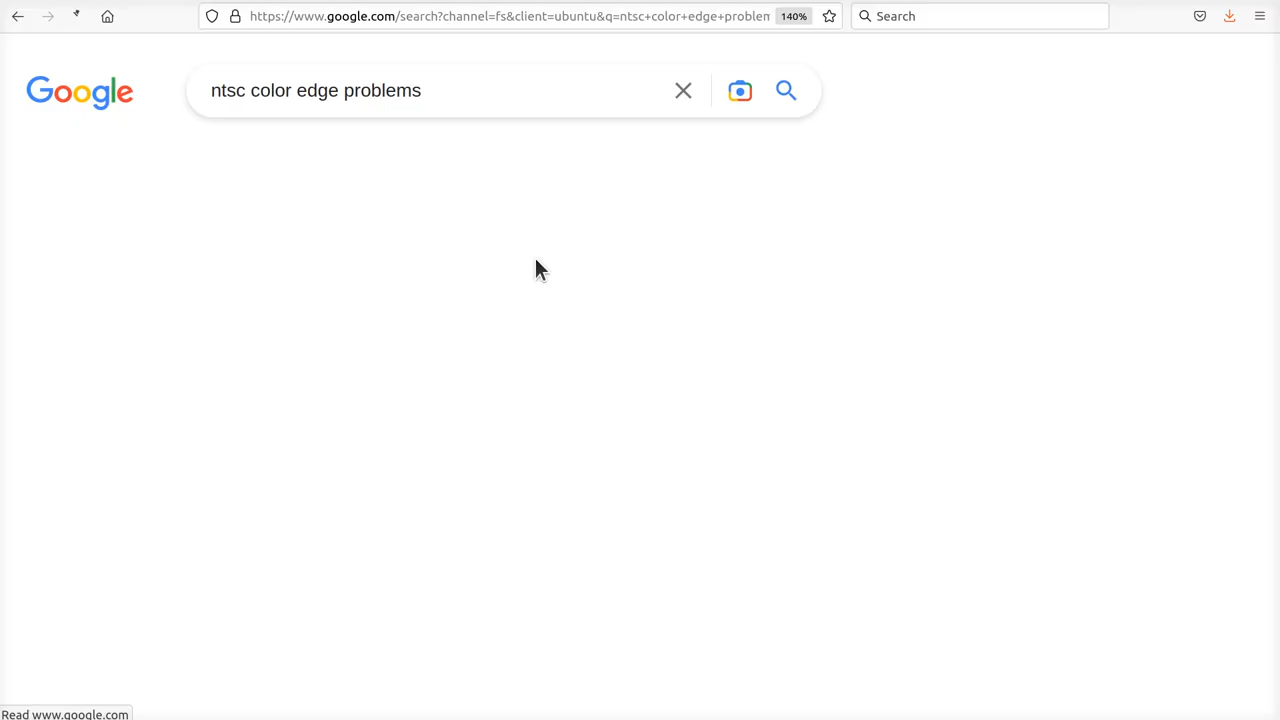 https://www.google.com/search?channel=fs&client=ubuntu&q=ntsc+color+edge+problem
140%
Search
Google
ntsc color edge problems
Read www.google.com